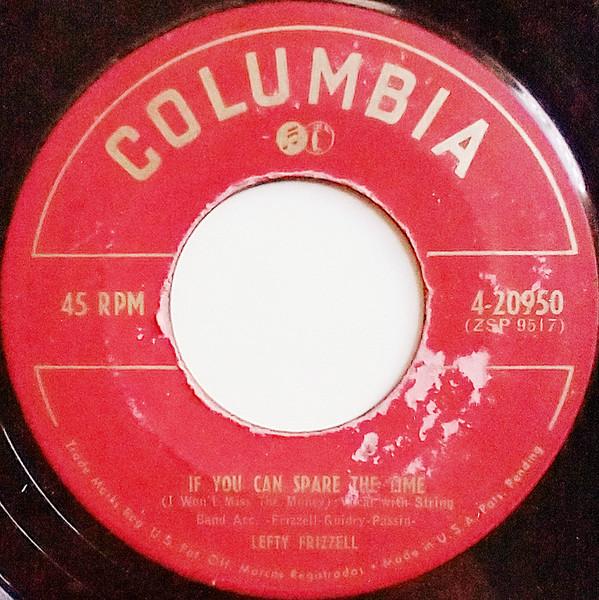 COLUMBIA
45 RPM
4-20950
(ZSP 9517)
IF YOU CAN SPARE THE TIME
(I Won't Miss The Money) Vocal with String
Band Acc. -Frizzell-Guidry-Passin-
LEFTY FRIZZELL
Trade Marks Reg. U.S. Pat. Off. Marcas Registradas • Made in U.S.A. Pats. Pending